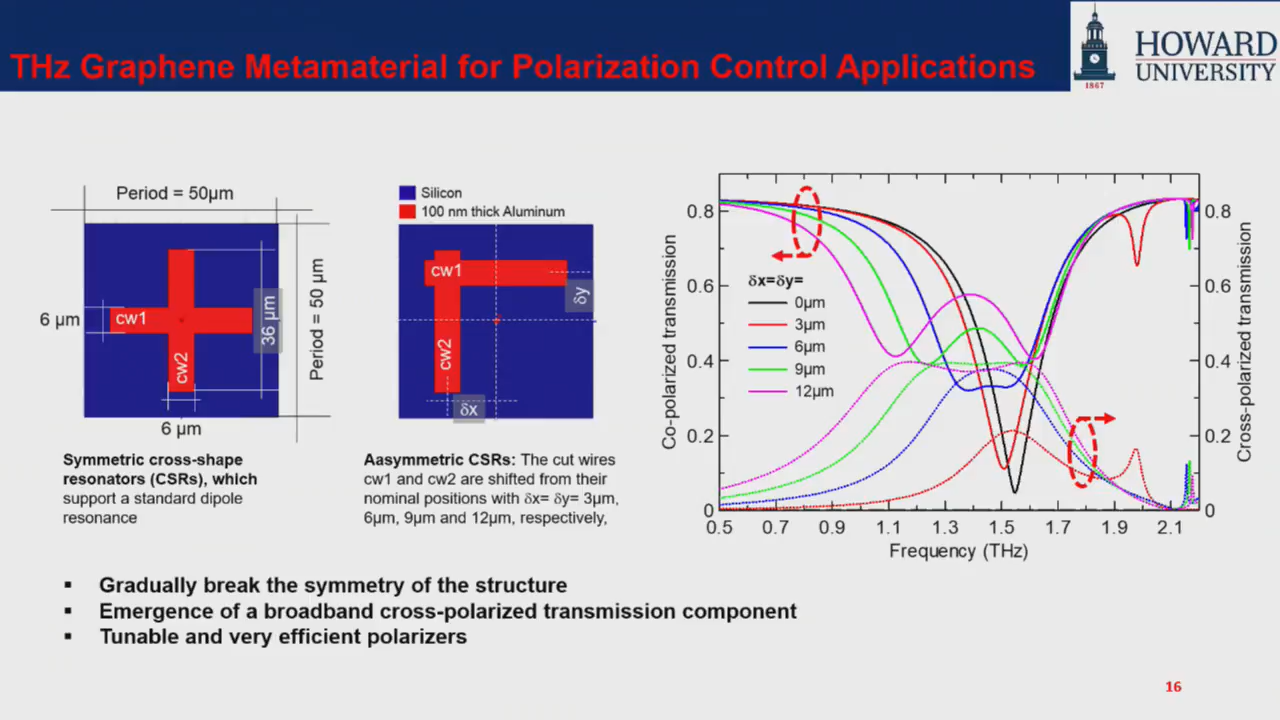 THz Graphene Metamaterial for Polarization Control Applications
HOWARD
UNIVERSITY
1867
Period = 50µm
6 µm
cw1
cw2
36 µm
Period = 50 µm
6 µm
Silicon
100 nm thick Aluminum
cw1
cw2
δy
δx
Symmetric cross-shape
resonators (CSRs), which
support a standard dipole
resonance
Aasymmetric CSRs: The cut wires
cw1 and cw2 are shifted from their
nominal positions with δx= δy= 3µm,
6µm, 9µm and 12µm, respectively,
Co-polarized transmission
0.8
0.6
0.4
0.2
0
δx=δy=
0µm
3µm
6µm
9µm
12µm
0.8
0.6
0.4
0.2
0
Cross-polarized transmission
0.5 0.7 0.9 1.1 1.3 1.5 1.7 1.9 2.1
Frequency (THz)
▪ Gradually break the symmetry of the structure
▪ Emergence of a broadband cross-polarized transmission component
▪ Tunable and very efficient polarizers
16